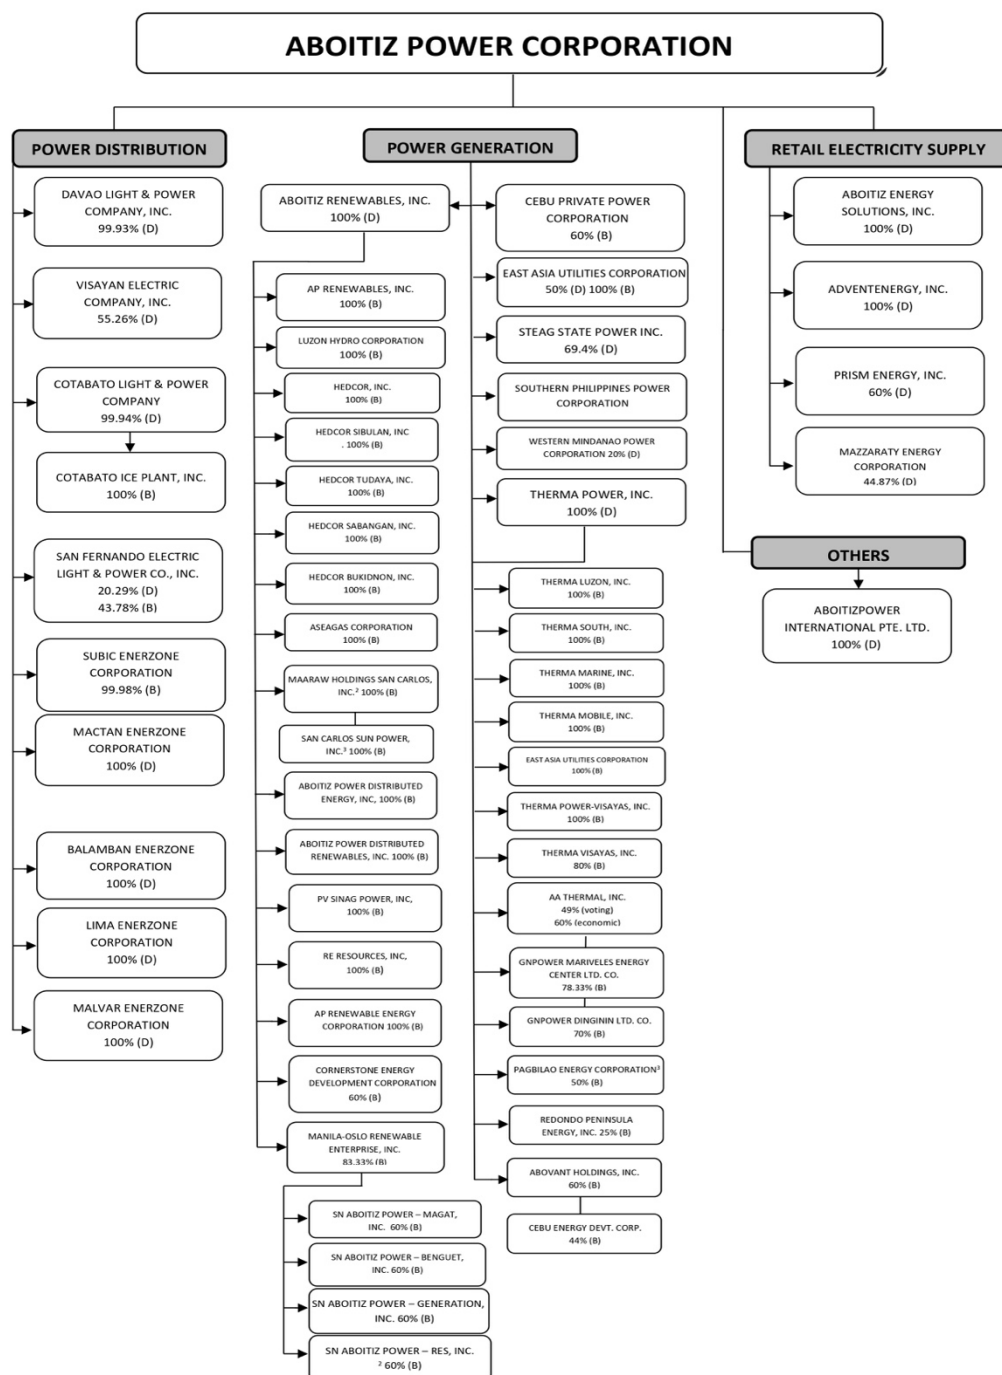 ABOITIZ POWER CORPORATION
POWER DISTRIBUTION
DAVAO LIGHT & POWER
COMPANY, INC.
99.93% (D)
VISAYAN ELECTRIC
COMPANY, INC.
55.26% (D)
COTABATO LIGHT & POWER
COMPANY
99.94% (D)
COTABATO ICE PLANT, INC.
100% (B)
SAN FERNANDO ELECTRIC
LIGHT & POWER CO., INC.
20.29% (D)
43.78% (B)
SUBIC ENERZONE
CORPORATION
99.98% (B)
MACTAN ENERZONE
CORPORATION
100% (D)
BALAMBAN ENERZONE
CORPORATION
100% (D)
LIMA ENERZONE
CORPORATION
100% (D)
MALVAR ENERZONE
CORPORATION
100% (D)
POWER GENERATION
ABOITIZ RENEWABLES, INC.
100% (D)
AP RENEWABLES, INC.
100% (B)
LUZON HYDRO CORPORATION
100% (B)
HEDCOR, INC.
100% (B)
HEDCOR SIBULAN, INC
. 100% (B)
HEDCOR TUDAYA, INC.
100% (B)
HEDCOR SABANGAN, INC.
100% (B)
HEDCOR BUKIDNON, INC.
100% (B)
ASEAGAS CORPORATION
100% (B)
MAARAW HOLDINGS SAN CARLOS,
INC.² 100% (B)
SAN CARLOS SUN POWER,
INC.³ 100% (B)
ABOITIZ POWER DISTRIBUTED
ENERGY, INC, 100% (B)
ABOITIZ POWER DISTRIBUTED
RENEWABLES, INC. 100% (B)
PV SINAG POWER, INC,
100% (B)
RE RESOURCES, INC,
100% (B)
AP RENEWABLE ENERGY
CORPORATION 100% (B)
CORNERSTONE ENERGY
DEVELOPMENT CORPORATION
60% (B)
MANILA-OSLO RENEWABLE
ENTERPRISE, INC.
83.33% (B)
SN ABOITIZ POWER – MAGAT,
INC. 60% (B)
SN ABOITIZ POWER – BENGUET,
INC. 60% (B)
SN ABOITIZ POWER – GENERATION,
INC. 60% (B)
SN ABOITIZ POWER – RES, INC.
² 60% (B)
CEBU PRIVATE POWER
CORPORATION
60% (B)
EAST ASIA UTILITIES CORPORATION
50% (D) 100% (B)
STEAG STATE POWER INC.
69.4% (D)
SOUTHERN PHILIPPINES POWER
CORPORATION
WESTERN MINDANAO POWER
CORPORATION 20% (D)
THERMA POWER, INC.
100% (D)
THERMA LUZON, INC.
100% (B)
THERMA SOUTH, INC.
100% (B)
THERMA MARINE, INC.
100% (B)
THERMA MOBILE, INC.
100% (B)
EAST ASIA UTILITIES CORPORATION
100% (B)
THERMA POWER-VISAYAS, INC.
100% (B)
THERMA VISAYAS, INC.
80% (B)
AA THERMAL, INC.
49% (voting)
60% (economic)
GNPOWER MARIVELES ENERGY
CENTER LTD. CO.
78.33% (B)
GNPOWER DINGININ LTD. CO.
70% (B)
PAGBILAO ENERGY CORPORATION³
50% (B)
REDONDO PENINSULA
ENERGY, INC. 25% (B)
ABOVANT HOLDINGS, INC.
60% (B)
CEBU ENERGY DEVT. CORP.
44% (B)
RETAIL ELECTRICITY SUPPLY
ABOITIZ ENERGY
SOLUTIONS, INC.
100% (D)
ADVENTENERGY, INC.
100% (D)
PRISM ENERGY, INC.
60% (D)
MAZZARATY ENERGY
CORPORATION
44.87% (D)
OTHERS
ABOITIZPOWER
INTERNATIONAL PTE. LTD.
100% (D)